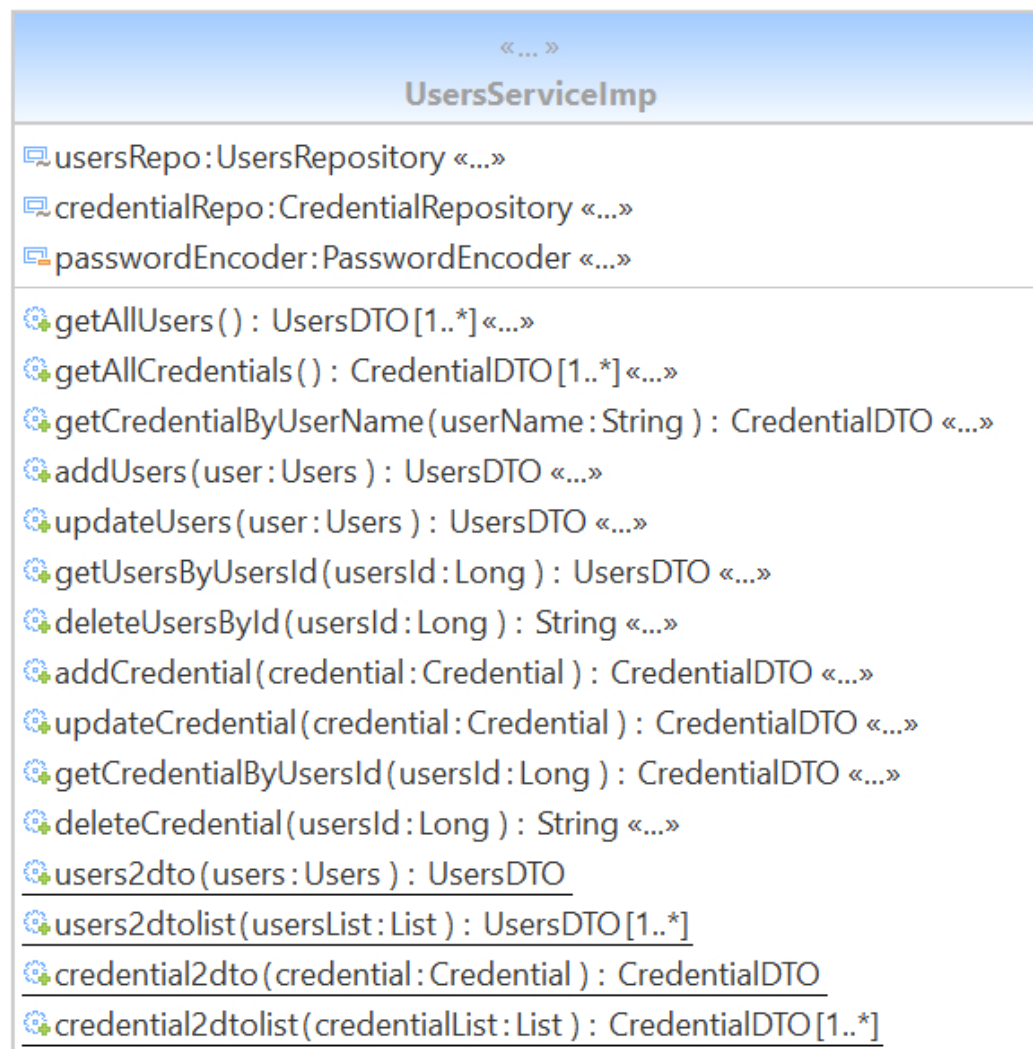 «... »
UsersServiceImp
usersRepo:UsersRepository «...»
credentialRepo:CredentialRepository «...»
passwordEncoder:PasswordEncoder «...»
getAllUsers() : UsersDTO[1..*]«...»
getAllCredentials() : CredentialDTO[1..*]«...»
getCredentialByUserName(userName:String ) : CredentialDTO «...»
addUsers(user:Users ) : UsersDTO «...»
updateUsers(user:Users ) : UsersDTO «...»
getUsersByUsersId(usersId:Long ) : UsersDTO «...»
deleteUsersById(usersId:Long ) : String «...»
addCredential(credential:Credential ) : CredentialDTO «...»
updateCredential(credential:Credential ) : CredentialDTO «...»
getCredentialByUsersId(usersId:Long ) : CredentialDTO «...»
deleteCredential(usersId:Long ) : String «...»
users2dto(users:Users ) : UsersDTO
users2dtolist(usersList:List ) : UsersDTO[1..*]
credential2dto(credential:Credential ) : CredentialDTO
credential2dtolist(credentialList:List ) : CredentialDTO[1..*]